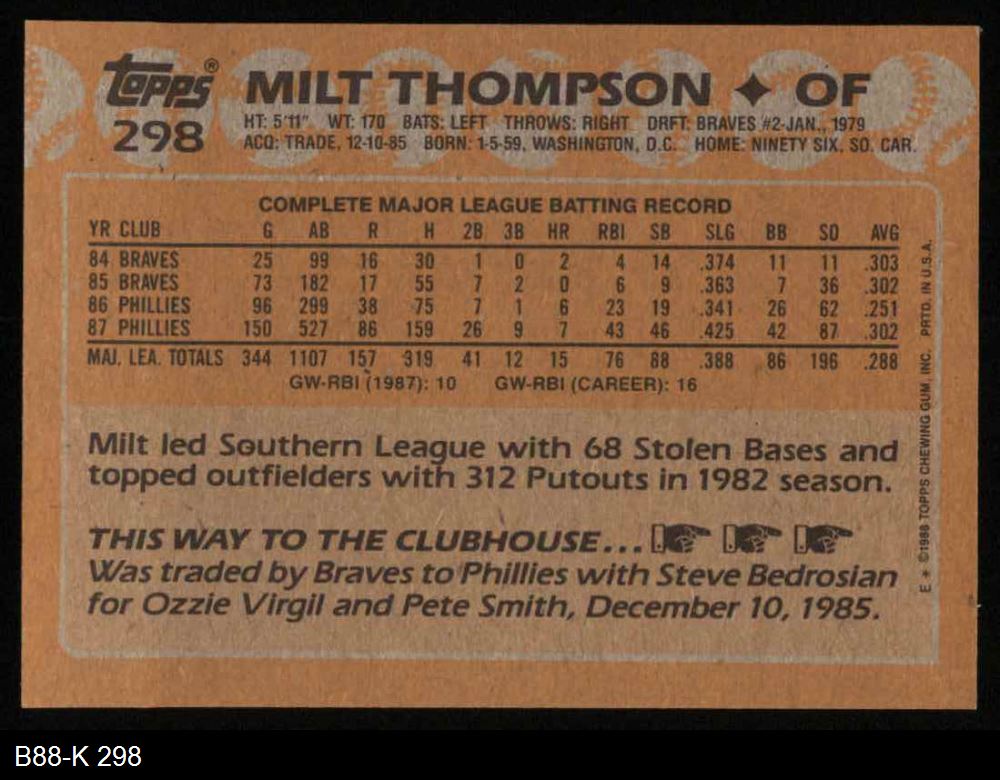 topps® MILT THOMPSON ✦ OF
298 HT: 5'11" WT: 170 BATS: LEFT THROWS: RIGHT DRFT: BRAVES #2-JAN., 1979
ACQ: TRADE, 12-10-85 BORN: 1-5-59, WASHINGTON, D.C. HOME: NINETY SIX, SO. CAR.
COMPLETE MAJOR LEAGUE BATTING RECORD
YR CLUB G AB R H 2B 3B HR RBI SB SLG BB SO AVG
84 BRAVES 25 99 16 30 1 0 2 4 14 .374 11 11 .303
85 BRAVES 73 182 17 55 7 2 0 6 9 .363 7 36 .302
86 PHILLIES 96 299 38 75 7 1 6 23 19 .341 26 62 .251
87 PHILLIES 150 527 86 159 26 9 7 43 46 .425 42 87 .302
MAJ. LEA. TOTALS 344 1107 157 319 41 12 15 76 88 .388 86 196 .288
GW-RBI (1987): 10 GW-RBI (CAREER): 16
Milt led Southern League with 68 Stolen Bases and
topped outfielders with 312 Putouts in 1982 season.
THIS WAY TO THE CLUBHOUSE...
Was traded by Braves to Phillies with Steve Bedrosian
for Ozzie Virgil and Pete Smith, December 10, 1985.
E * ©1988 TOPPS CHEWING GUM, INC. PRTD. IN U.S.A.
B88-K 298